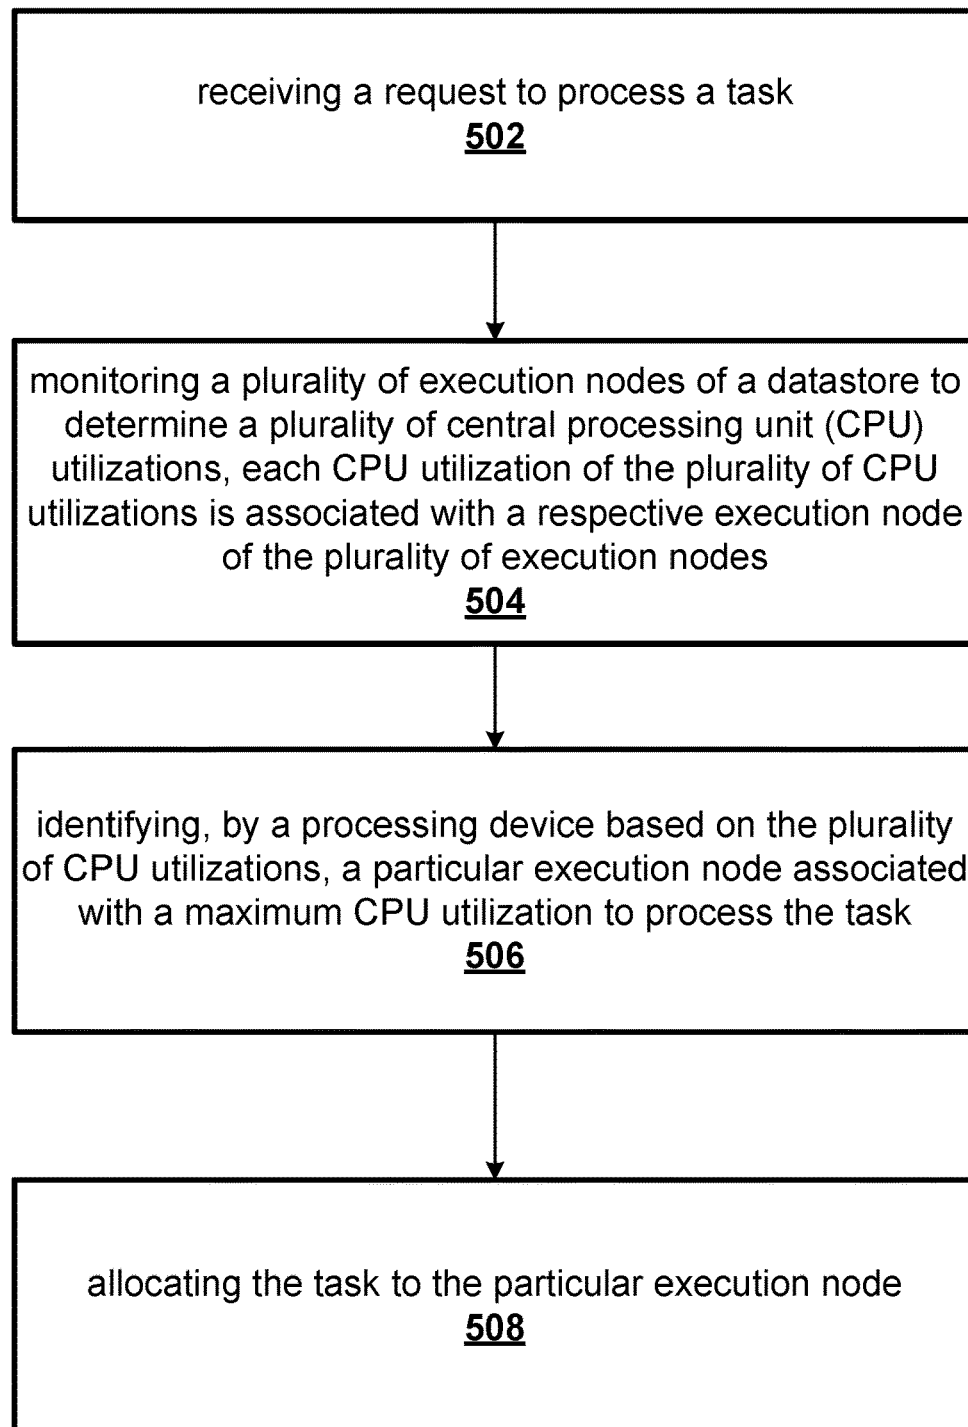 receiving a request to process a task
502
monitoring a plurality of execution nodes of a datastore to
determine a plurality of central processing unit (CPU)
utilizations, each CPU utilization of the plurality of CPU
utilizations is associated with a respective execution node
of the plurality of execution nodes
504
identifying, by a processing device based on the plurality
of CPU utilizations, a particular execution node associated
with a maximum CPU utilization to process the task
506
allocating the task to the particular execution node
508